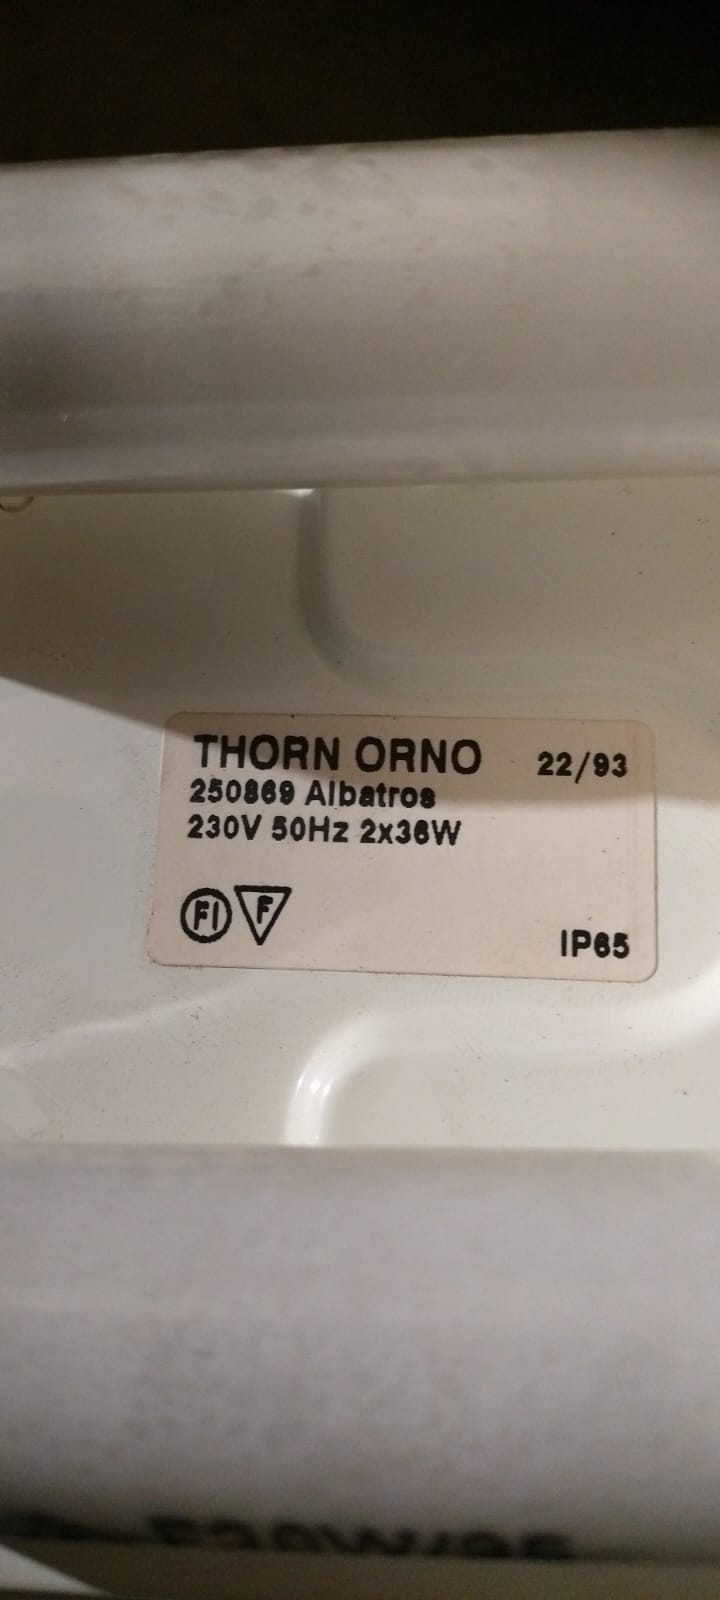 THORN ORNO 22/93
250869 Albatros
230V 50Hz 2x36W
FI F
IP65